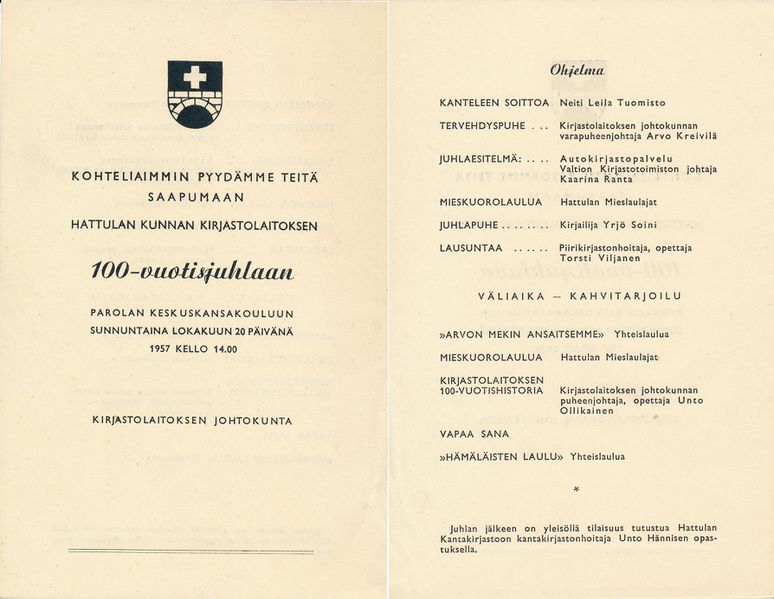 KOHTELIAIMMIN PYYDÄMME TEITÄ
SAAPUMAAN
HATTULAN KUNNAN KIRJASTOLAITOKSEN
100-vuotisjuhlaan
PAROLAN KESKUSKANSAKOULUUN
SUNNUNTAINA LOKAKUUN 20 PÄIVÄNÄ
1957 KELLO 14.00
KIRJASTOLAITOKSEN JOHTOKUNTA
Ohjelma
KANTELEEN SOITTOA Neiti Leila Tuomisto
TERVEHDYSPUHE . . . Kirjastolaitoksen johtokunnan
varapuheenjohtaja Arvo Kreivilä
JUHLAESITELMÄ: . . . . Autokirjastopalvelu
Valtion Kirjastotoimiston johtaja
Kaarina Ranta
MIESKUOROLAULUA Hattulan Mieslaulajat
JUHLAPUHE . . . . . . . Kirjailija Yrjö Soini
LAUSUNTAA . . . . . . Piirikirjastonhoitaja, opettaja
Torsti Viljanen
VÄLIAIKA — KAHVITARJOILU
»ARVON MEKIN ANSAITSEMME» Yhteislaulua
MIESKUOROLAULUA Hattulan Mieslaulajat
KIRJASTOLAITOKSEN
100-VUOTISHISTORIA Kirjastolaitoksen johtokunnan
puheenjohtaja, opettaja Unto
Ollikainen
VAPAA SANA
»HÄMÄLÄISTEN LAULU» Yhteislaulua
*
Juhlan jälkeen on yleisöllä tilaisuus tutustua Hattulan
Kantakirjastoon kantakirjastonhoitaja Unto Hännisen opas-
tuksella.